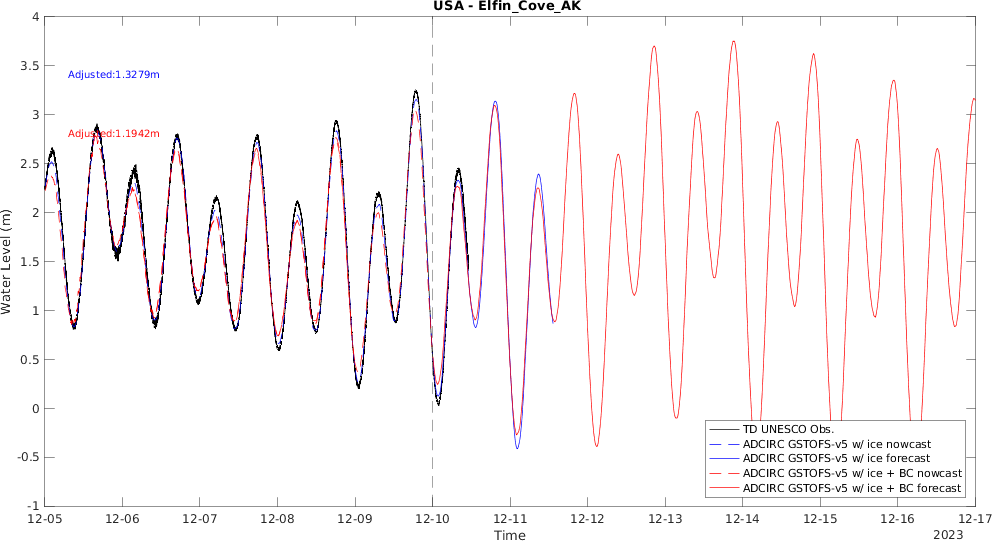 USA - Elfin_Cove_AK
4
3.5
3
2.5
2
1.5
1
0.5
0
-0.5
-1
Water Level (m)
Adjusted:1.3279m
Adjusted:1.1942m
TD UNESCO Obs.
ADCIRC GSTOFS-v5 w/ ice nowcast
ADCIRC GSTOFS-v5 w/ ice forecast
ADCIRC GSTOFS-v5 w/ ice + BC nowcast
ADCIRC GSTOFS-v5 w/ ice + BC forecast
12-05 12-06 12-07 12-08 12-09 12-10 12-11 12-12 12-13 12-14 12-15 12-16 12-17
Time
2023